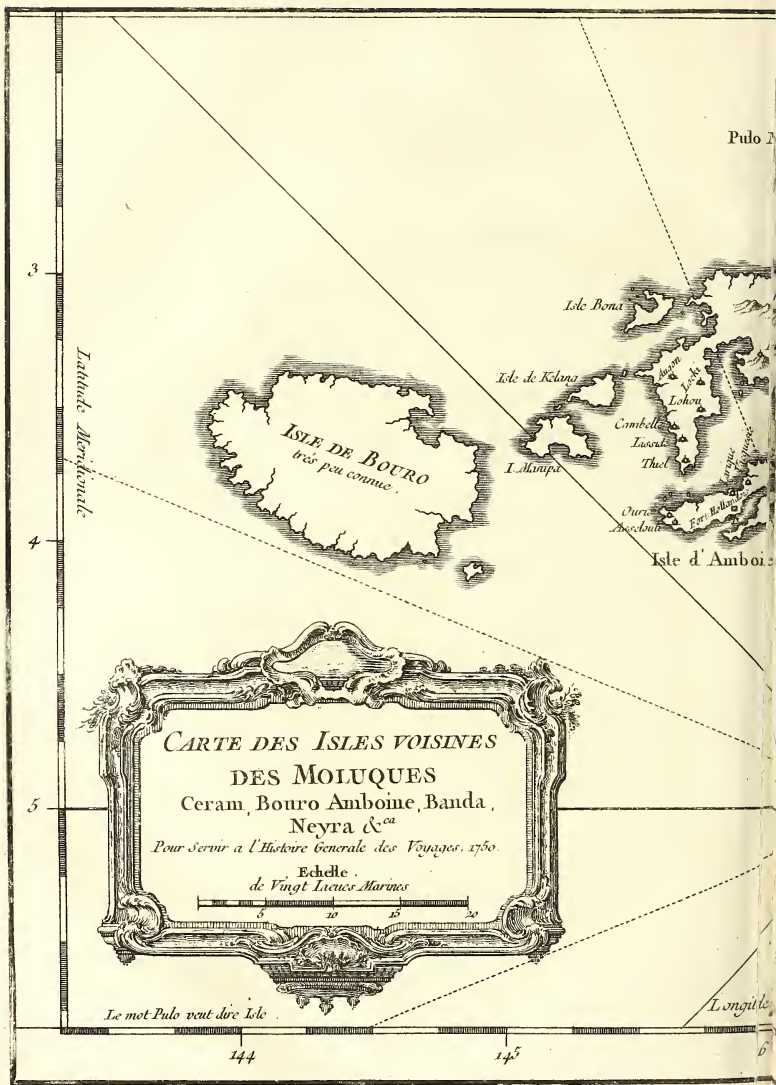 Pulo
3
Isle Bona
Latitude Meridionale
Isle de Kelang
Lohou
Cambelle
Lissidi
Thiel
I. Manipa
ISLE DE BOURO
très peu connue.
Fort Hollandois
4
Isle d'Amboi
CARTE DES ISLES VOISINES
DES MOLUQUES
Ceram, Bouro Amboine, Banda,
Neyra &ca
Pour Servir a l'Histoire Generale des Voyages. 1750.
Echelle.
de Vingt Lieues Marines
5 10 15 20
5
Le mot Pulo veut dire Isle.
Longitude
144 145 6